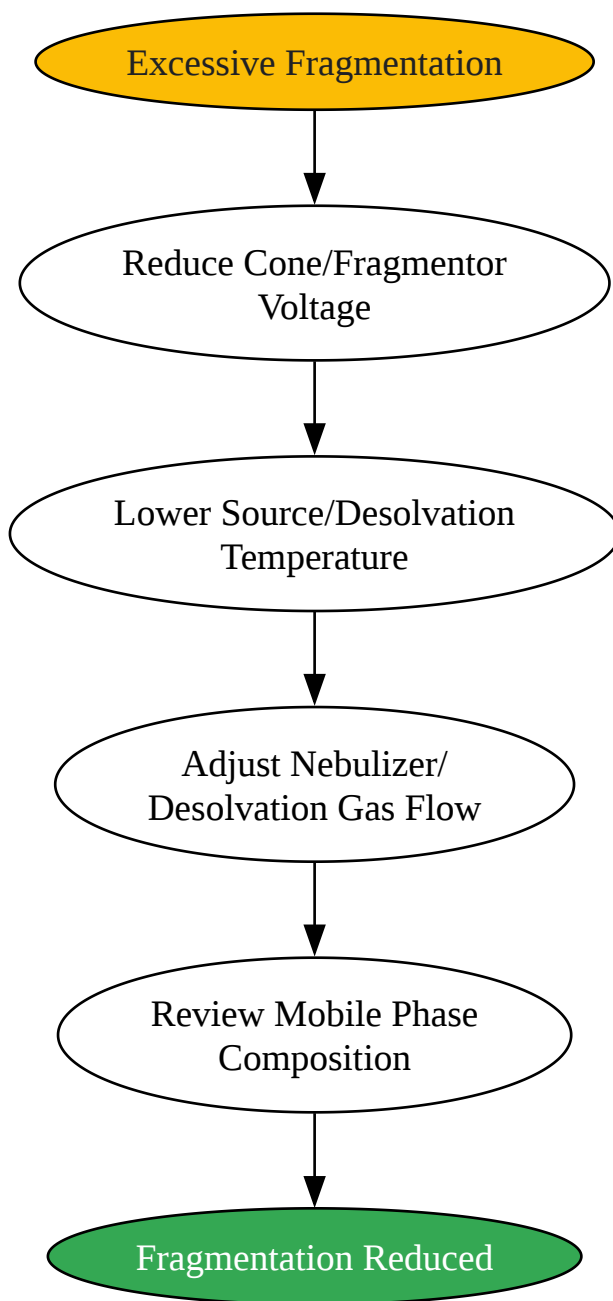 Excessive Fragmentation
Reduce Cone/Fragmentor
Voltage
Lower Source/Desolvation
Temperature
Adjust Nebulizer/
Desolvation Gas Flow
Review Mobile Phase
Composition
Fragmentation Reduced